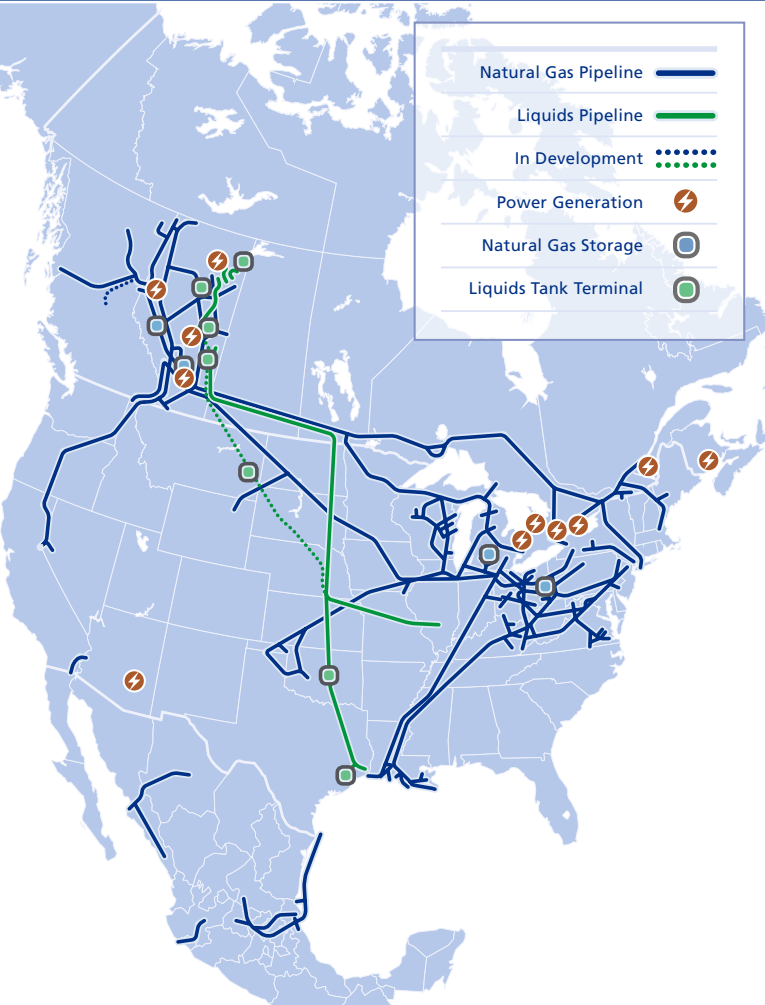 Natural Gas Pipeline
Liquids Pipeline
In Development
Power Generation
Natural Gas Storage
Liquids Tank Terminal